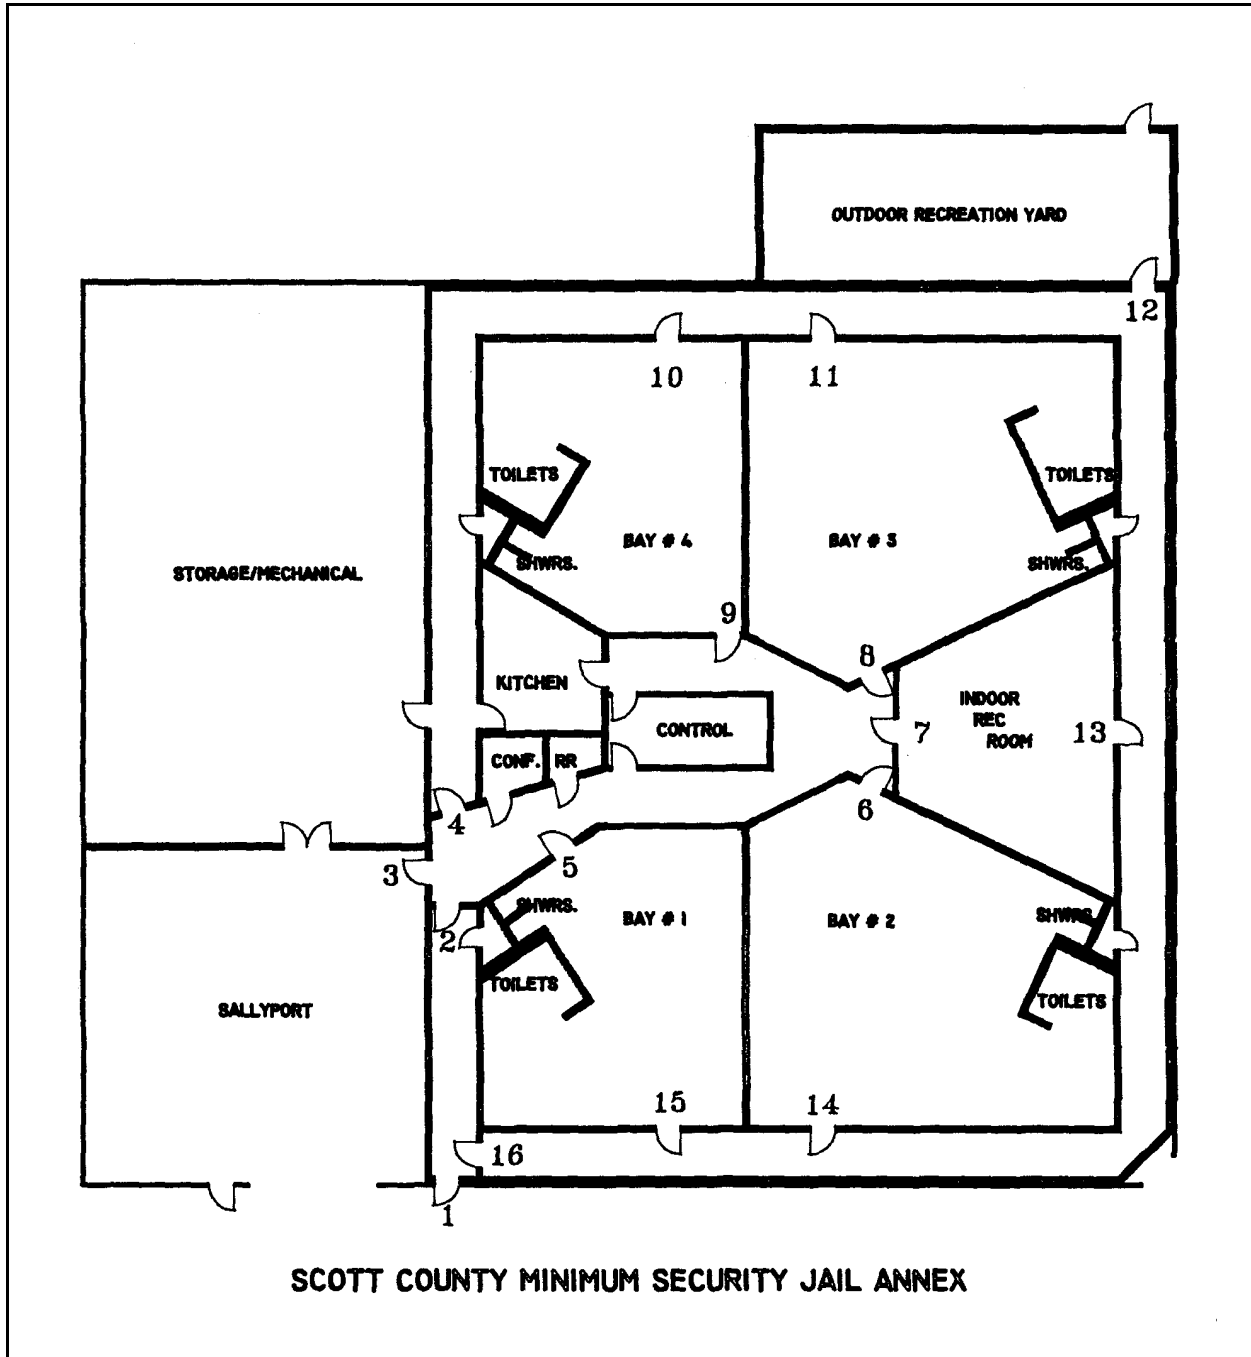 OUTDOOR RECREATION YARD
12
10
11
TOILETS
TOILETS
BAY # 4
BAY # 3
SHWRS.
SHWRS.
STORAGE/MECHANICAL
9
8
KITCHEN
INDOOR
REC
ROOM
CONTROL
7
13
CONF.
RR
6
4
5
3
SHWRS.
SHWRS.
BAY # 1
BAY # 2
2
TOILETS
TOILETS
SALLYPORT
15
14
16
1
SCOTT COUNTY MINIMUM SECURITY JAIL ANNEX